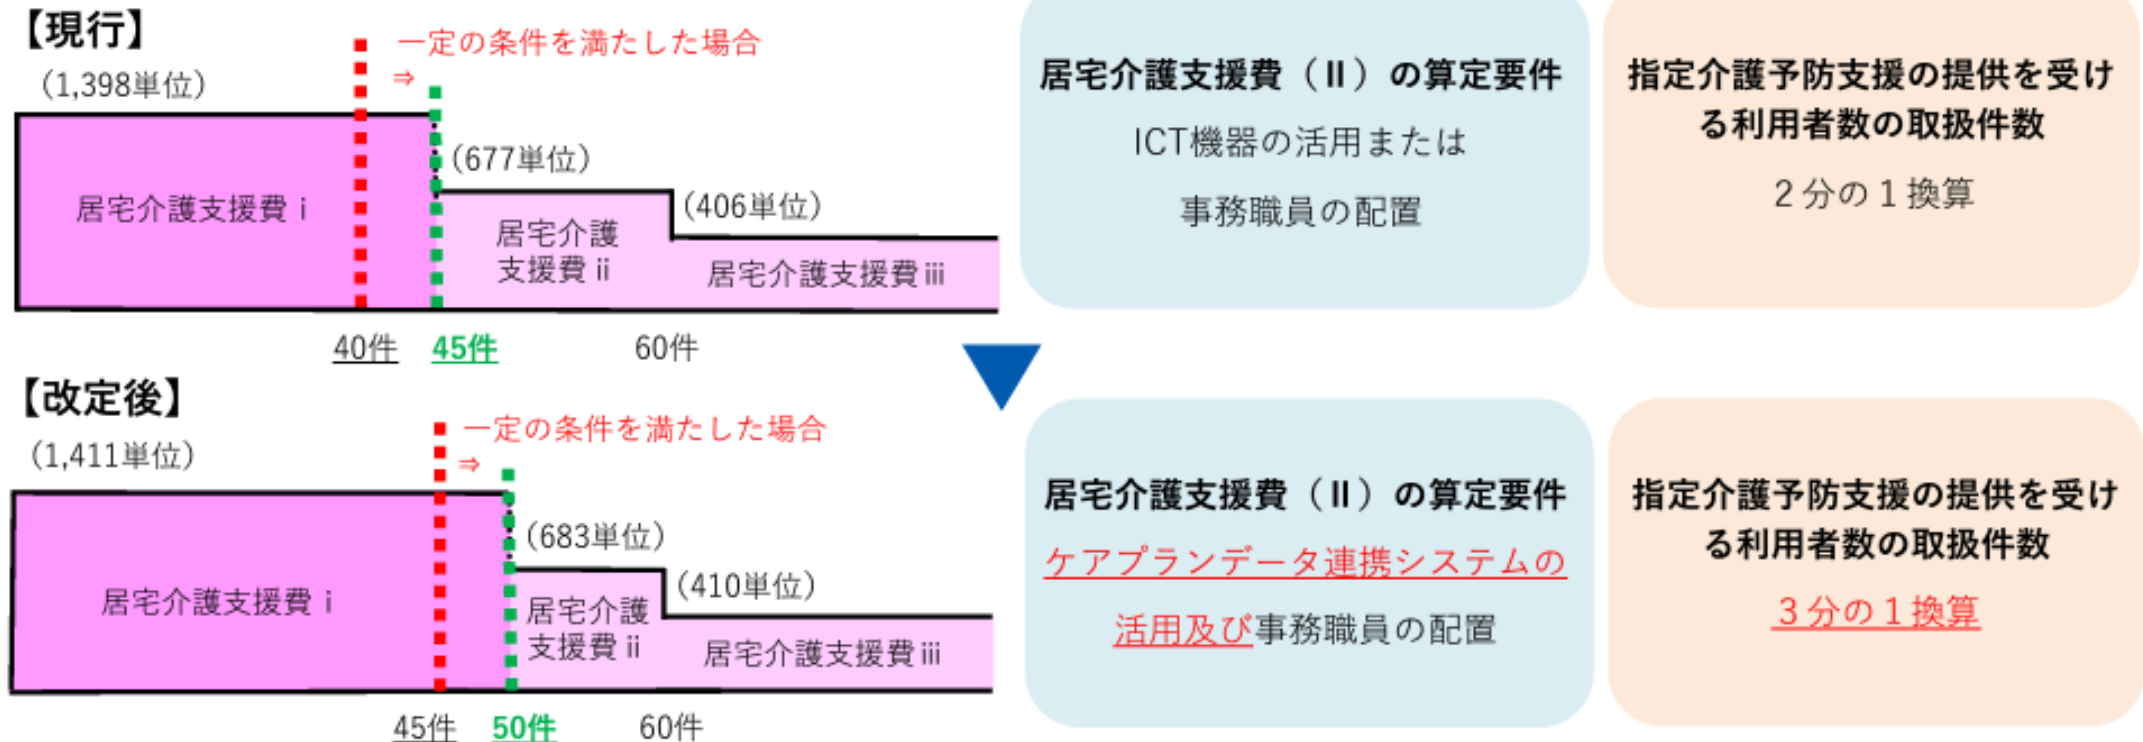 【現行】
(1,398単位)
一定の条件を満たした場合
⇒
(677単位)
(406単位)
居宅介護支援費ⅰ
居宅介護
支援費ⅱ
居宅介護支援費ⅲ
40件
45件
60件
居宅介護支援費（Ⅱ）の算定要件
ICT機器の活用または
事務職員の配置
指定介護予防支援の提供を受け
る利用者数の取扱件数
２分の１換算
【改定後】
(1,411単位)
一定の条件を満たした場合
⇒
(683単位)
(410単位)
居宅介護支援費ⅰ
居宅介護
支援費ⅱ
居宅介護支援費ⅲ
45件
50件
60件
居宅介護支援費（Ⅱ）の算定要件
ケアプランデータ連携システムの
活用及び事務職員の配置
指定介護予防支援の提供を受け
る利用者数の取扱件数
３分の１換算